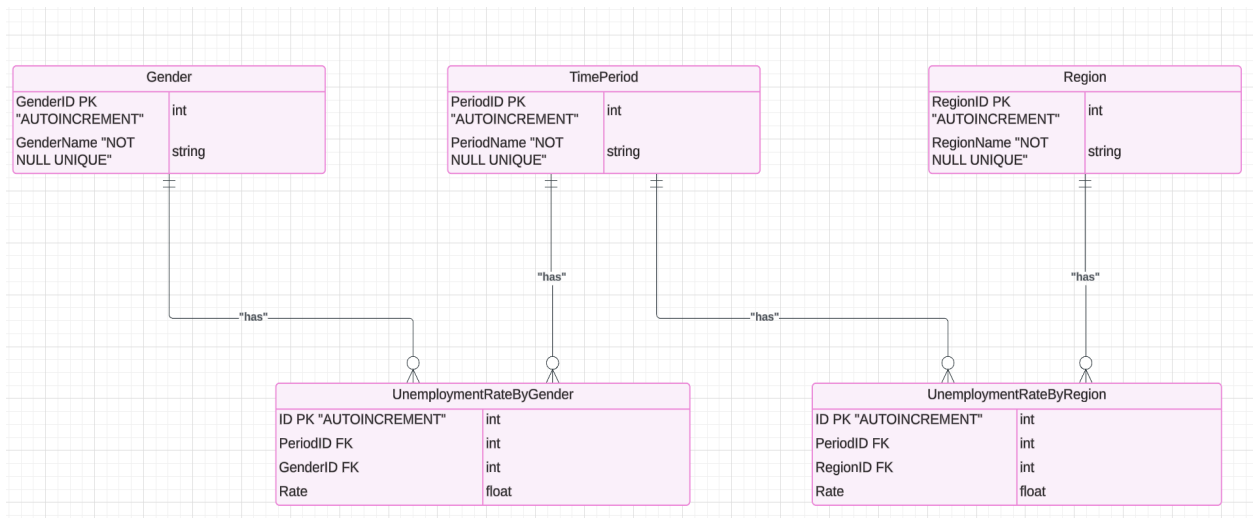 Gender
GenderID PK
"AUTOINCREMENT"
int
GenderName "NOT
NULL UNIQUE"
string
TimePeriod
PeriodID PK
"AUTOINCREMENT"
int
PeriodName "NOT
NULL UNIQUE"
string
Region
RegionID PK
"AUTOINCREMENT"
int
RegionName "NOT
NULL UNIQUE"
string
"has"
"has"
"has"
"has"
UnemploymentRateByGender
ID PK "AUTOINCREMENT" int
PeriodID FK int
GenderID FK int
Rate float
UnemploymentRateByRegion
ID PK "AUTOINCREMENT" int
PeriodID FK int
RegionID FK int
Rate float